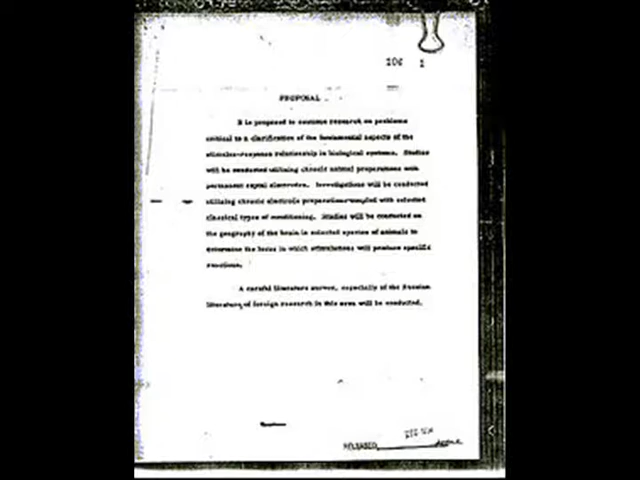 106 1
PROPOSAL
It is proposed to continue research on problems
critical to a clarification of the fundamental aspects of the
stimulus-response relationship in biological systems. Studies
will be conducted utilizing chronic animal preparations with
permanent electrodes. Investigations will be conducted
utilizing chronic electrode preparations coupled with selected
classical types of conditioning. Studies will be conducted on
the geography of the brain in selected species of animals to
determine the locus in which stimulations will produce specific
reactions.
A careful literature survey, especially of the Russian
literature, of foreign research in this area will be conducted.
RELEASED